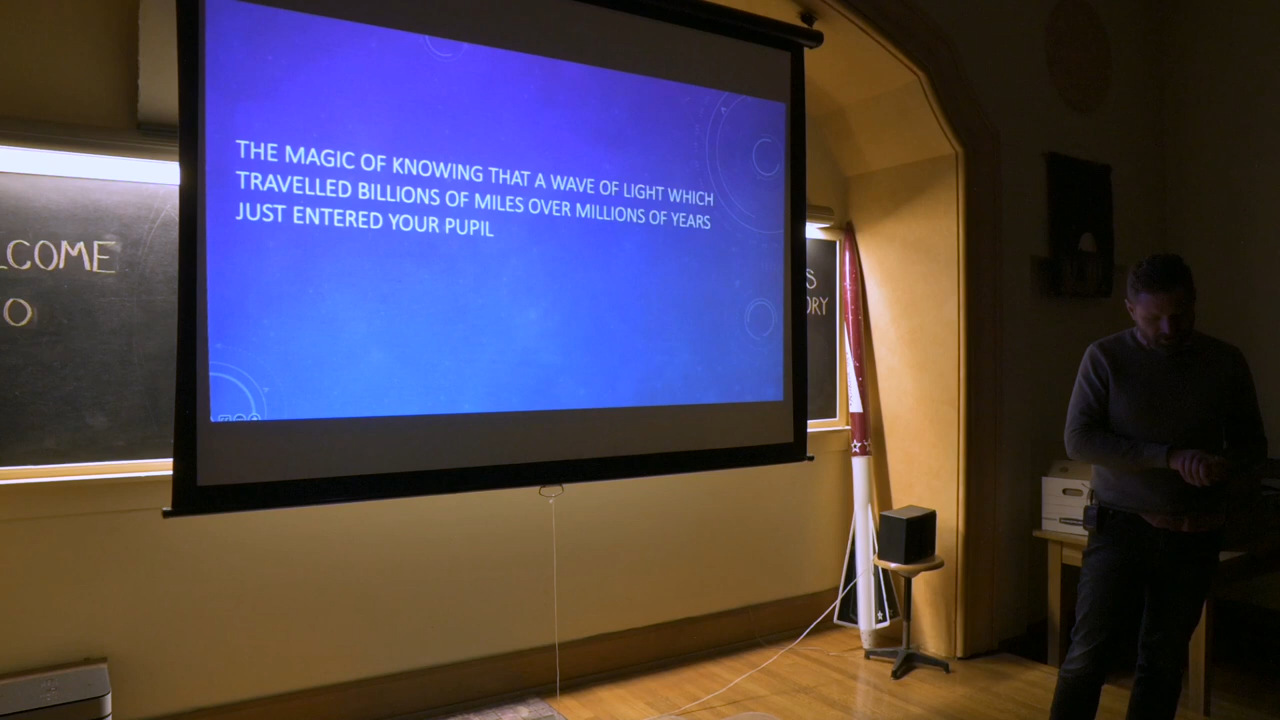 THE MAGIC OF KNOWING THAT A WAVE OF LIGHT WHICH
TRAVELLED BILLIONS OF MILES OVER MILLIONS OF YEARS
JUST ENTERED YOUR PUPIL
LCOME
O
S
ORY